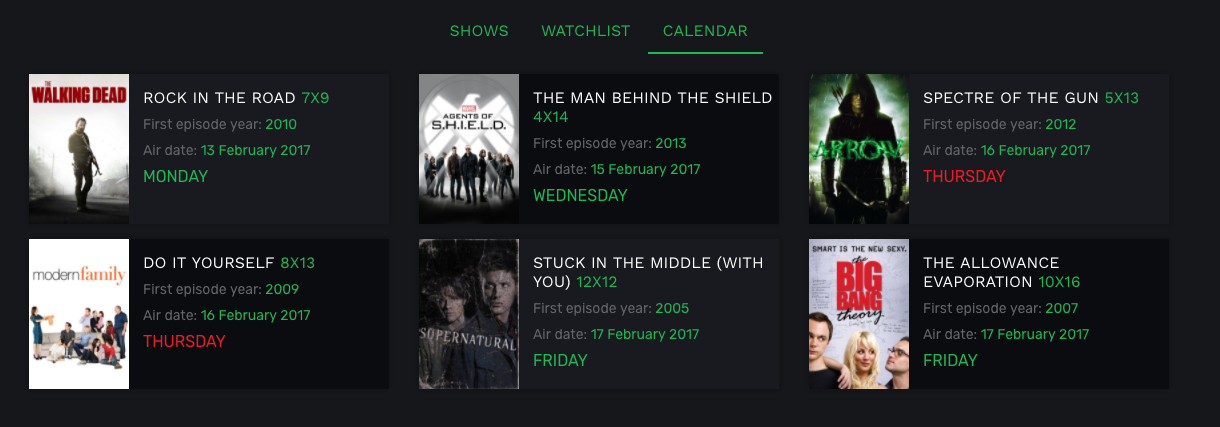 SHOWS WATCHLIST CALENDAR
THE
WALKING DEAD
ROCK IN THE ROAD 7X9
First episode year: 2010
Air date: 13 February 2017
MONDAY
MARVEL
AGENTS OF
S.H.I.E.L.D.
THE MAN BEHIND THE SHIELD
4X14
First episode year: 2013
Air date: 15 February 2017
WEDNESDAY
ARROW
SPECTRE OF THE GUN 5X13
First episode year: 2012
Air date: 16 February 2017
THURSDAY
modern family
DO IT YOURSELF 8X13
First episode year: 2009
Air date: 16 February 2017
THURSDAY
SUPERNATURAL
STUCK IN THE MIDDLE (WITH
YOU) 12X12
First episode year: 2005
Air date: 17 February 2017
FRIDAY
SMART IS THE NEW SEXY.
the
BIG
BANG
theory
THE ALLOWANCE
EVAPORATION 10X16
First episode year: 2007
Air date: 17 February 2017
FRIDAY